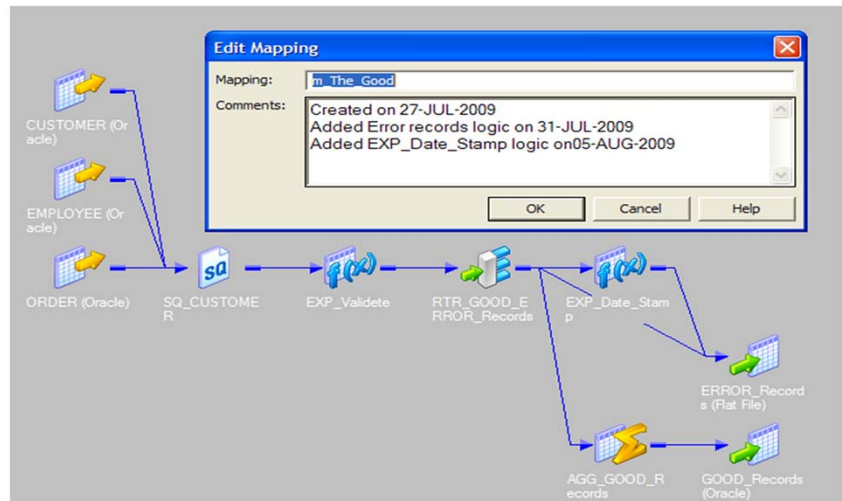 Edit Mapping
Mapping:
m_The_Good
Comments:
Created on 27-JUL-2009
Added Error records logic on 31-JUL-2009
Added EXP_Date_Stamp logic on05-AUG-2009
OK
Cancel
Help
CUSTOMER (Or
acle)
EMPLOYEE (Or
acle)
ORDER (Oracle)
SQ
SQ_CUSTOME
R
f(x)
EXP_Validete
RTR_GOOD_E
RROR_Records
f(x)
EXP_Date_Stam
p
ERROR_Record
s (Flat File)
AGG_GOOD_R
ecords
GOOD_Records
(Oracle)